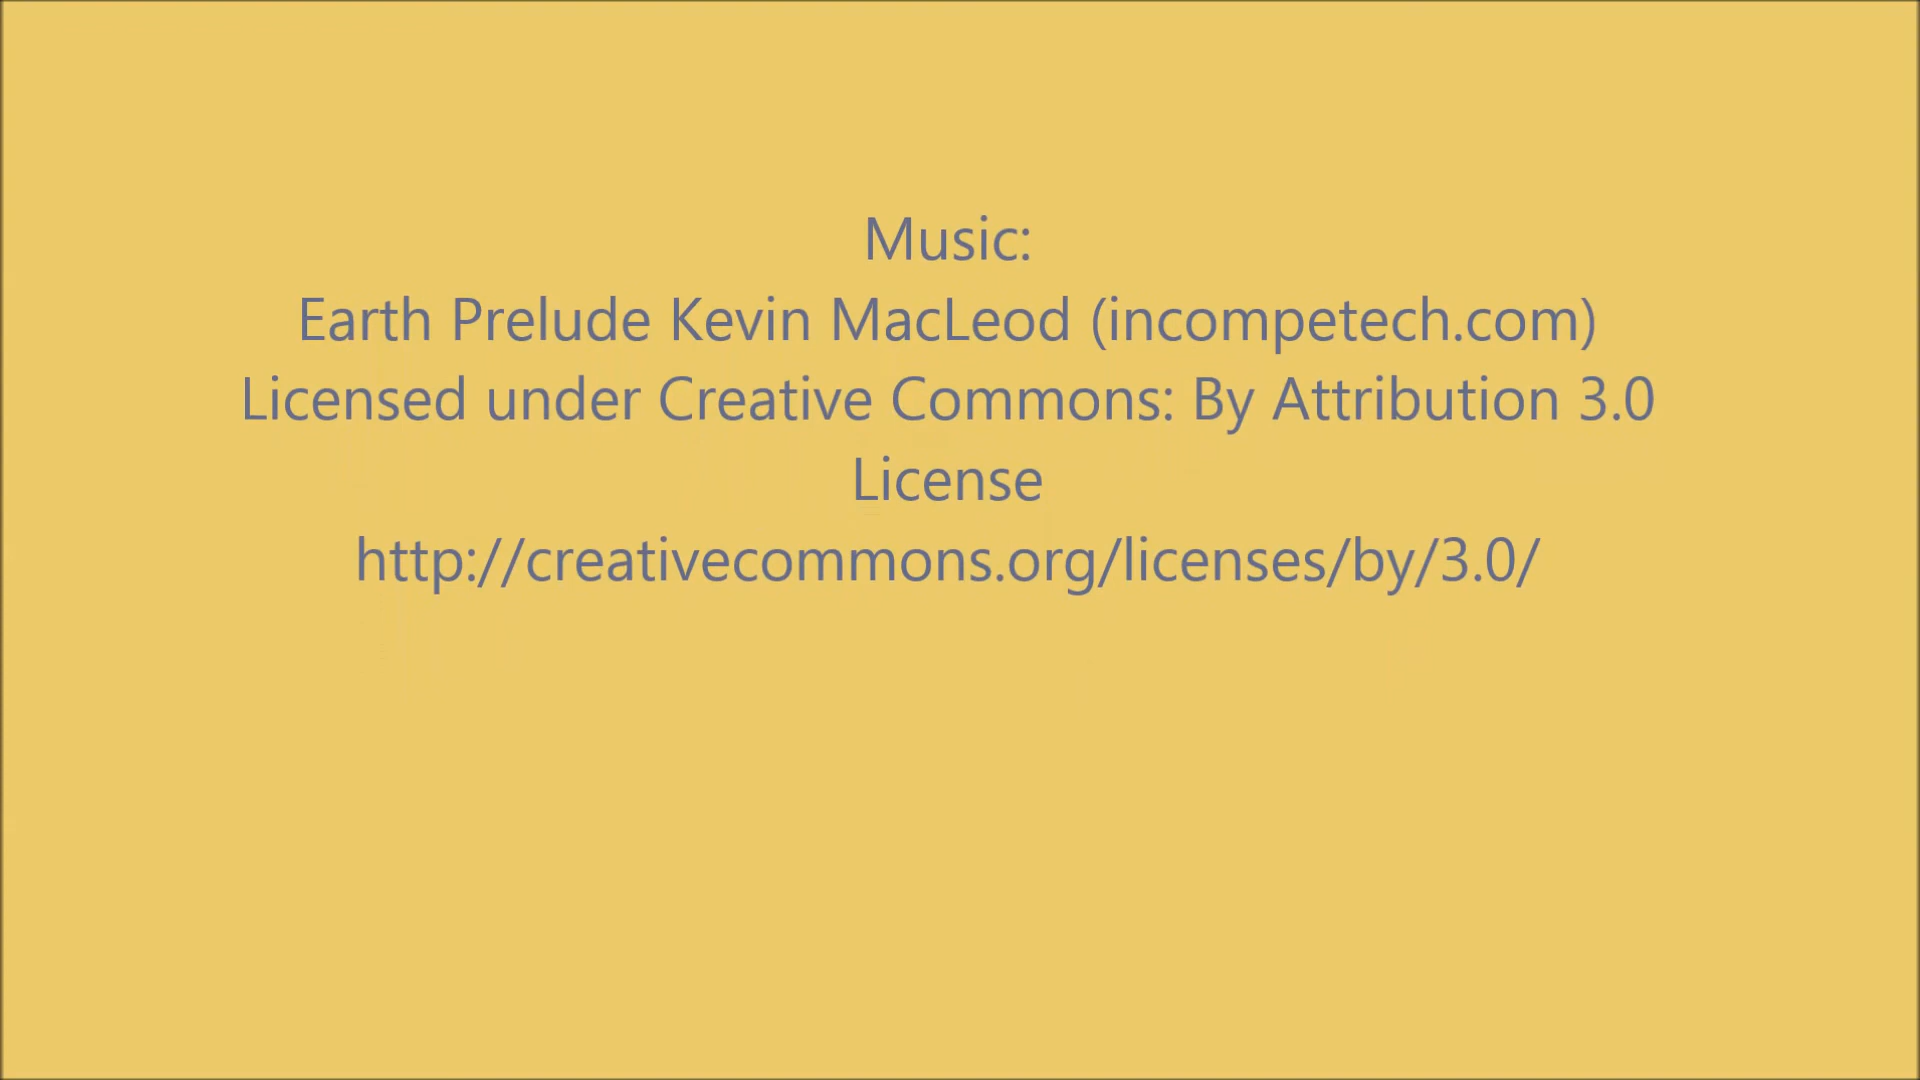 Music:
Earth Prelude Kevin MacLeod (incompetech.com)
Licensed under Creative Commons: By Attribution 3.0
License
http://creativecommons.org/licenses/by/3.0/